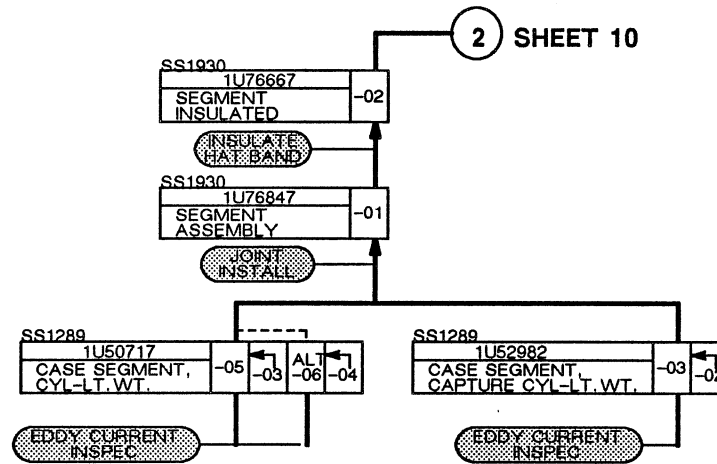 2 SHEET 10
SS1930
1U76667
SEGMENT
INSULATED
-02
INSULATE
HAT BAND
SS1930
1U76847
SEGMENT
ASSEMBLY
-01
JOINT
INSTALL
SS1289
1U50717
CASE SEGMENT,
CYL-LT. WT.
-05
-03
ALT
-06
-04
SS1289
1U52982
CASE SEGMENT,
CAPTURE CYL-LT. WT.
-03
EDDY CURRENT
INSPEC
EDDY CURRENT
INSPEC